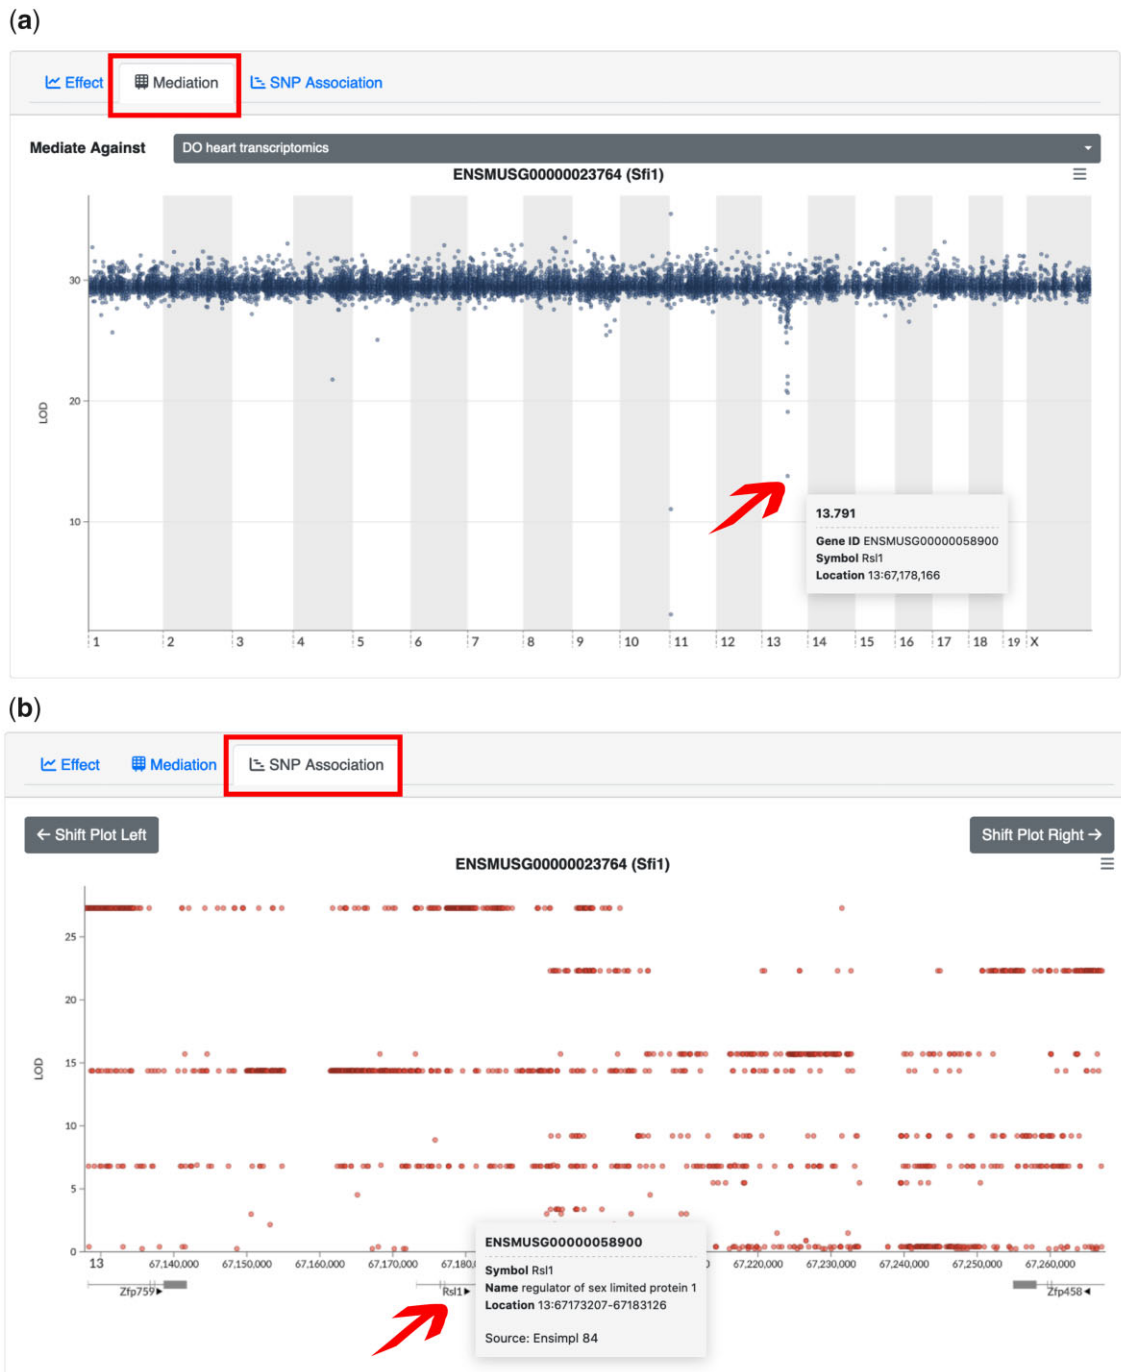 (a)
Effect Mediation SNP Association
Mediate Against DO heart transcriptomics
ENSMUSG00000023764 (Sfi1)
30
20
LOD
10
13.791
Gene ID ENSMUSG00000058900
Symbol Rsl1
Location 13:67,178,166
1 2 3 4 5 6 7 8 9 10 11 12 13 14 15 16 17 18 19 X
(b)
Effect Mediation SNP Association
← Shift Plot Left Shift Plot Right →
ENSMUSG00000023764 (Sfi1)
25
20
15
LOD
10
5
0
13 67,140,000 67,150,000 67,160,000 67,170,000 67,220,000 67,230,000 67,240,000 67,250,000 67,260,000
Zfp759 Rsl1 Zfp458
ENSMUSG00000058900
Symbol Rsl1
Name regulator of sex limited protein 1
Location 13:67173207-67183126
Source: Ensimpl 84